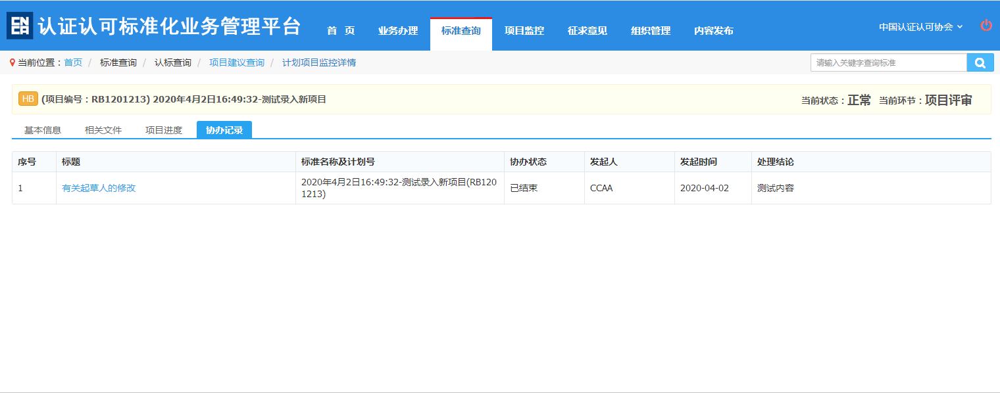 认证认可标准化业务管理平台
首 页 业务办理 标准查询 项目监控 征求意见 组织管理 内容发布
中国认证认可协会
当前位置：首页 / 标准查询 / 认标查询 / 项目建议查询 / 计划项目监控详情
请输入关键字查询标准
HB (项目编号：RB1201213) 2020年4月2日16:49:32-测试录入新项目
当前状态：正常 当前环节：项目评审
基本信息 相关文件 项目进度 协办记录
序号 标题 标准名称及计划号 协办状态 发起人 发起时间 处理结论
1 有关起草人的修改 2020年4月2日16:49:32-测试录入新项目(RB120
1213) 已结束 CCAA 2020-04-02 测试内容